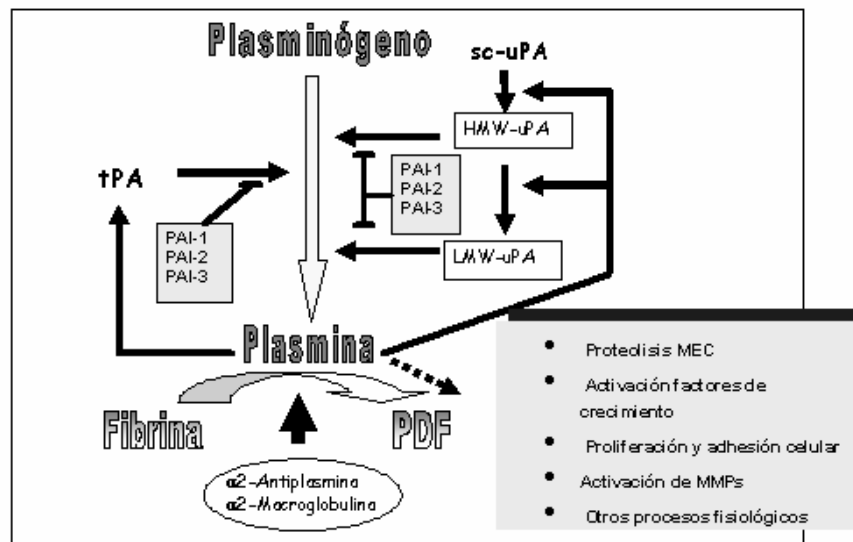 Plasminógeno
sc-uPA
HMW-uPA
tPA
PAI-1
PAI-2
PAI-3
PAI-1
PAI-2
PAI-3
LMW-uPA
Plasmina
Fibrina
PDF
α2-Antiplasmina
α2-Macroglobulina
• Proteolisis MEC
• Activación factores de
crecimiento
• Proliferación y adhesión celular
• Activación de MMPs
• Otros procesos fisiológicos